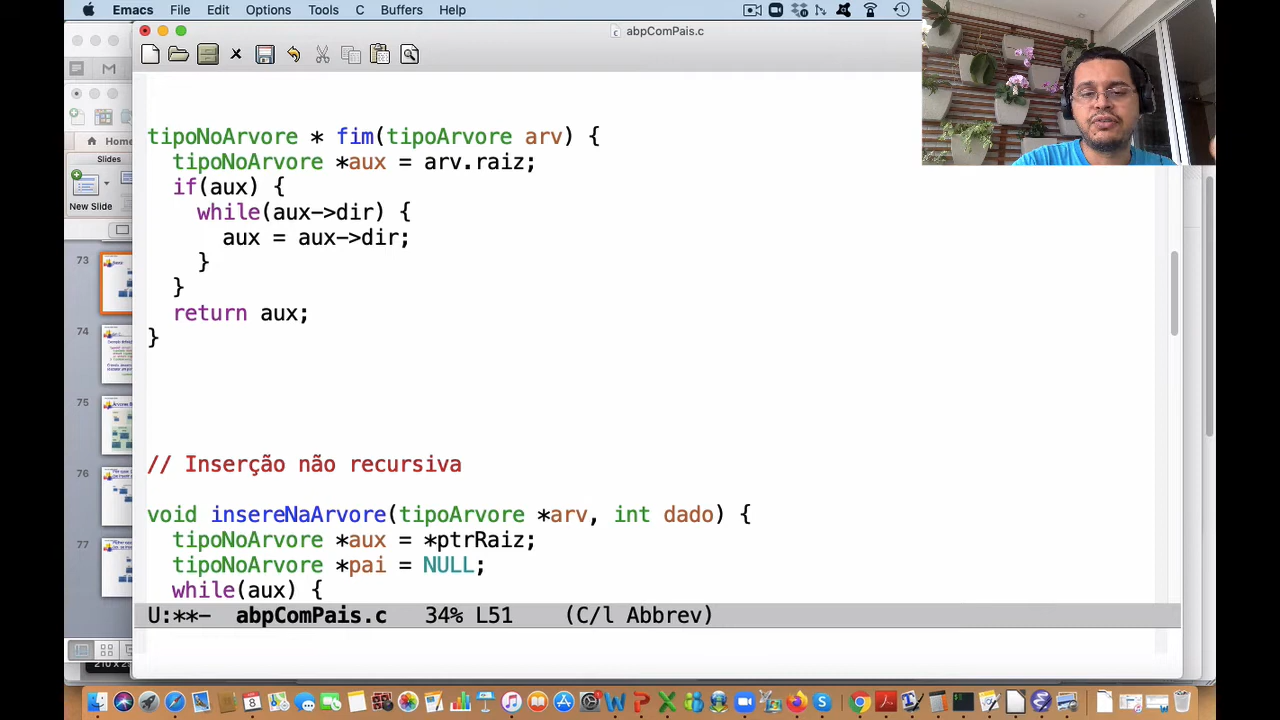 Emacs File Edit Options Tools C Buffers Help
abpComPais.c
Home
Slides
New Slide
73
74
75
76
77
tipoNoArvore * fim(tipoArvore arv) {
tipoNoArvore *aux = arv.raiz;
if(aux) {
while(aux->dir) {
aux = aux->dir;
}
}
return aux;
}
// Inserção não recursiva
void insereNaArvore(tipoArvore *arv, int dado) {
tipoNoArvore *aux = *ptrRaiz;
tipoNoArvore *pai = NULL;
while(aux) {
U:**- abpComPais.c 34% L51 (C/l Abbrev)